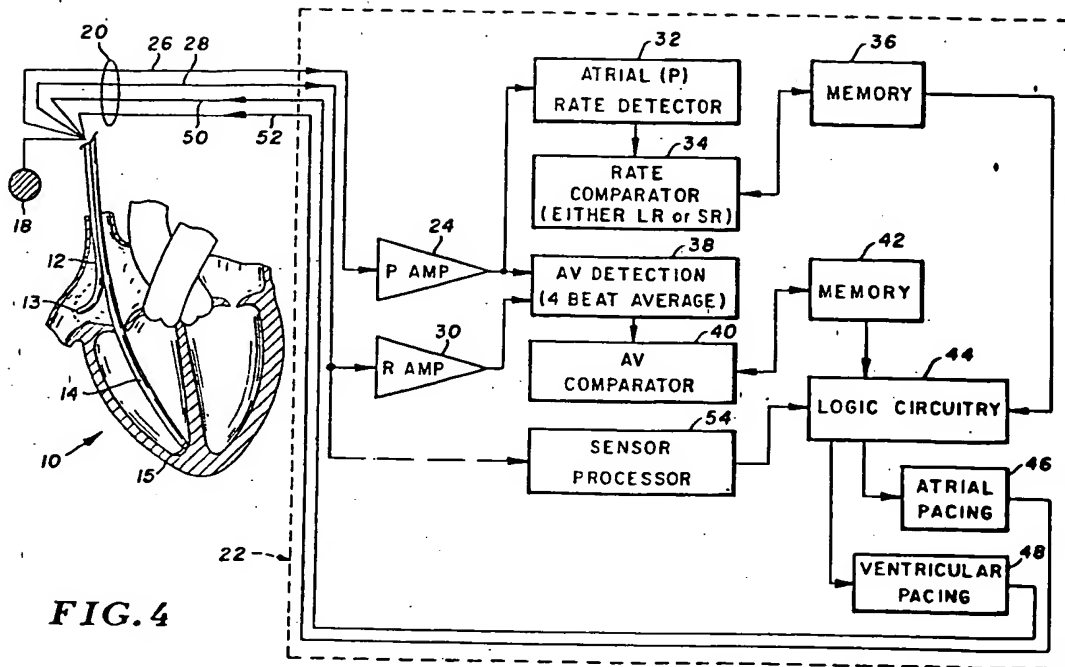 20
26
28
50
52
18
12
13
14
10
15
22
24
P AMP
30
R AMP
32
ATRIAL (P)
RATE DETECTOR
34
RATE
COMPARATOR
(EITHER LR or SR)
36
MEMORY
38
AV DETECTION
(4 BEAT AVERAGE)
40
AV
COMPARATOR
42
MEMORY
44
LOGIC CIRCUITRY
54
SENSOR
PROCESSOR
46
ATRIAL
PACING
48
VENTRICULAR
PACING
FIG. 4